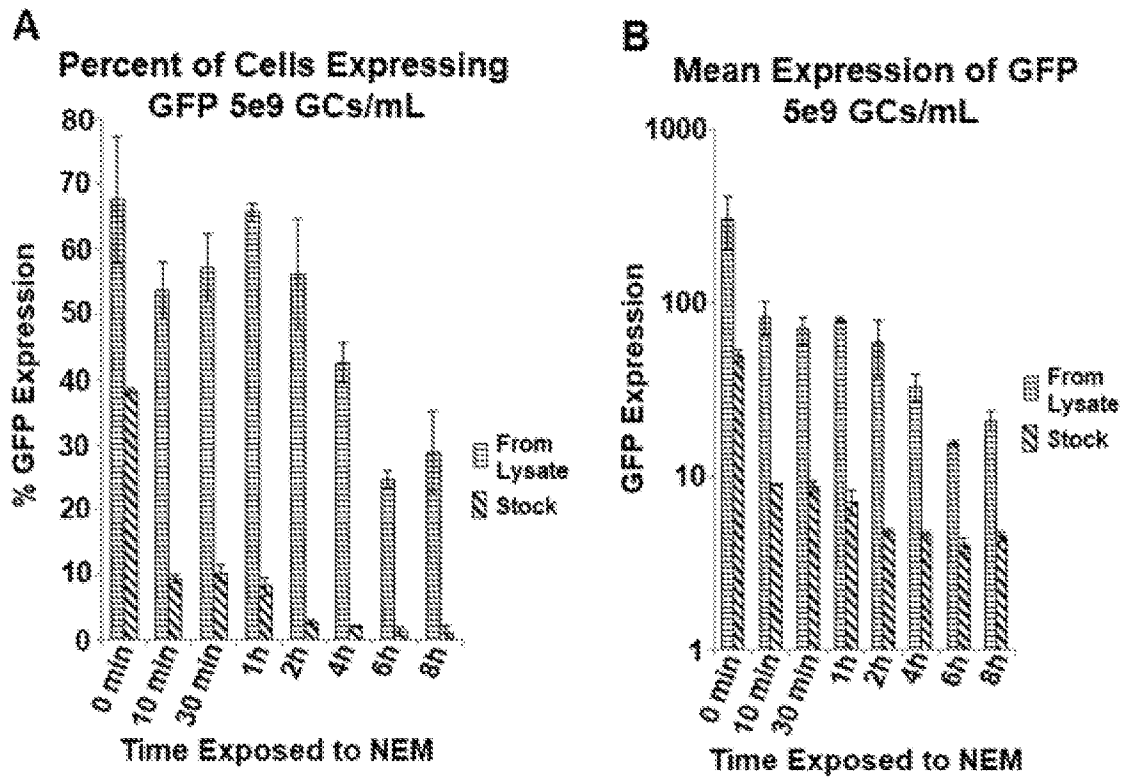 A
Percent of Cells Expressing
GFP 5e9 GCs/mL
% GFP Expression
80
70
60
50
40
30
20
10
0
0 min
10 min
30 min
1h
2h
4h
6h
8h
Time Exposed to NEM
From
Lysate
Stock
B
Mean Expression of GFP
5e9 GCs/mL
GFP Expression
1000
100
10
1
0 min
10 min
30 min
1h
2h
4h
6h
8h
Time Exposed to NEM
From
Lysate
Stock